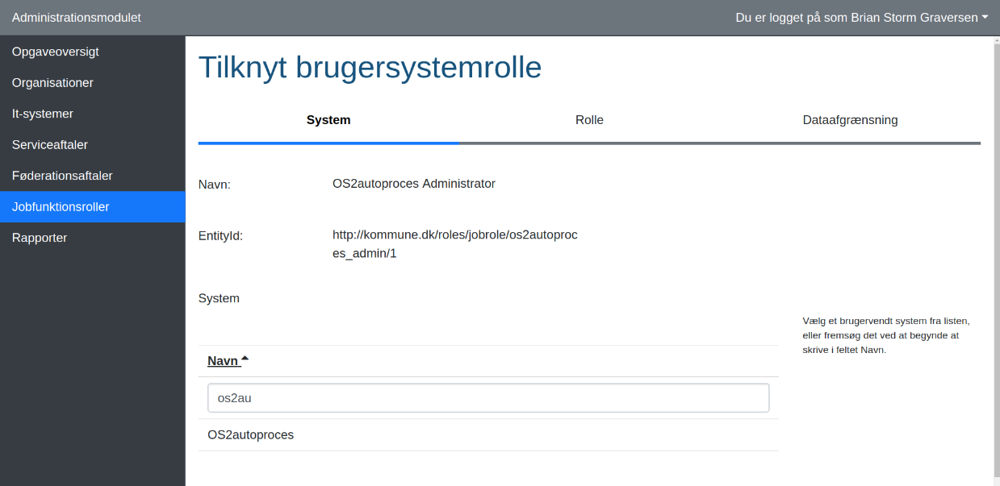 Administrationsmodulet
Du er logget på som Brian Storm Graversen
Opgaveoversigt
Organisationer
It-systemer
Serviceaftaler
Føderationsaftaler
Jobfunktionsroller
Rapporter
Tilknyt brugersystemrolle
System
Rolle
Dataafgrænsning
Navn:
OS2autoproces Administrator
EntityId:
http://kommune.dk/roles/jobrole/os2autoproc
es_admin/1
System
Vælg et brugervendt system fra listen,
eller fremsøg det ved at begynde at
skrive i feltet Navn.
Navn
os2au
OS2autoproces